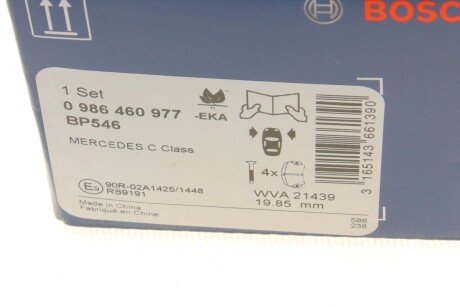 BOSC
1 Set
0 986 460 977
BP546
-EKA
MERCEDES C Class
4x
E9
90R-02A1425/1448
RS9191
WVA 21439
19.85 mm
Made in China
Fabriqué en Chine
586
238
3 165143 661390